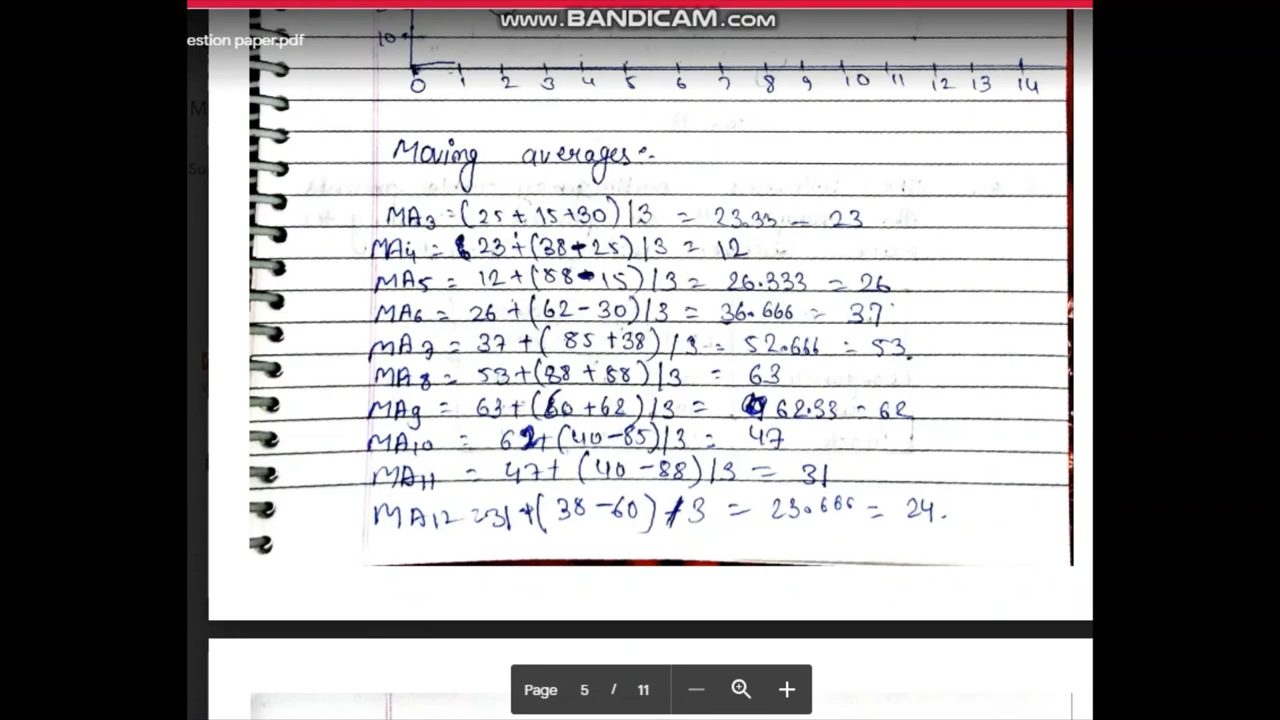 www.BANDICAM.com
estion paper.pdf
10
0 1 2 3 4 5 6 7 8 9 10 11 12 13 14
Moving averages:-
MA3 = (25 + 15 + 30) / 3 = 23.33 = 23
MA4 = 23 + (38 - 25) / 3 = 12
MA5 = 12 + (58 - 15) / 3 = 26.333 = 26
MA6 = 26 + (62 - 30) / 3 = 36.666 = 37
MA7 = 37 + (85 + 38) / 3 = 52.666 = 53.
MA8 = 53 + (88 + 58) / 3 = 63
MA9 = 63 + (60 + 62) / 3 = 62.33 = 62
MA10 = 62 + (40 - 85) / 3 = 47
MA11 = 47 + (40 - 88) / 3 = 31
MA12 = 31 + (38 - 60) / 3 = 23.666 = 24.
Page 5 / 11